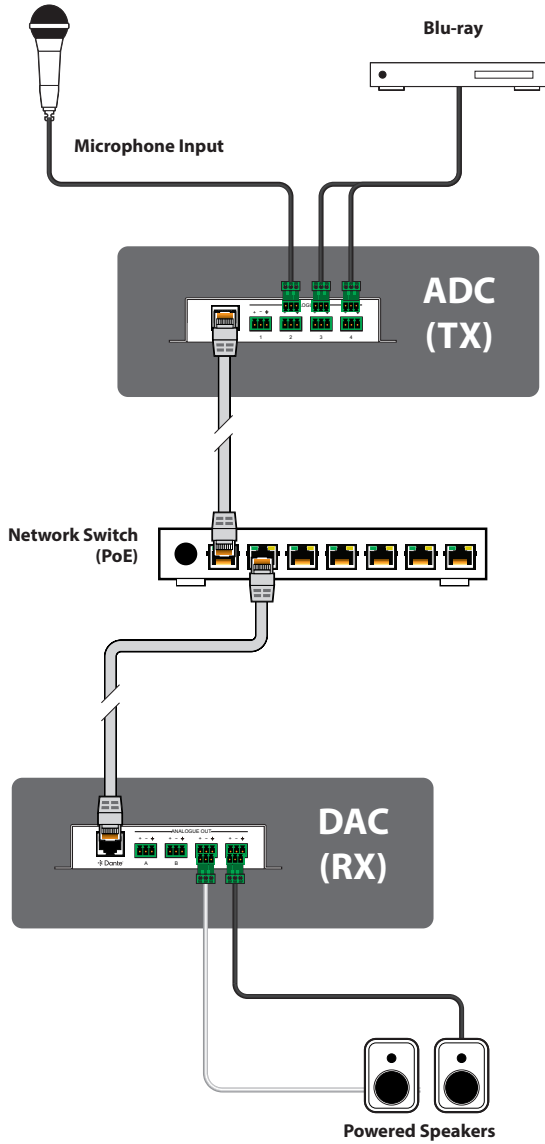 Blu-ray
Microphone Input
ADC
(TX)
+ - ⏚
1 2 3 4
Network Switch
(PoE)
DAC
(RX)
ANALOGUE OUT
+ - ⏚ + - ⏚ + - ⏚ + - ⏚
Dante
A B
Powered Speakers